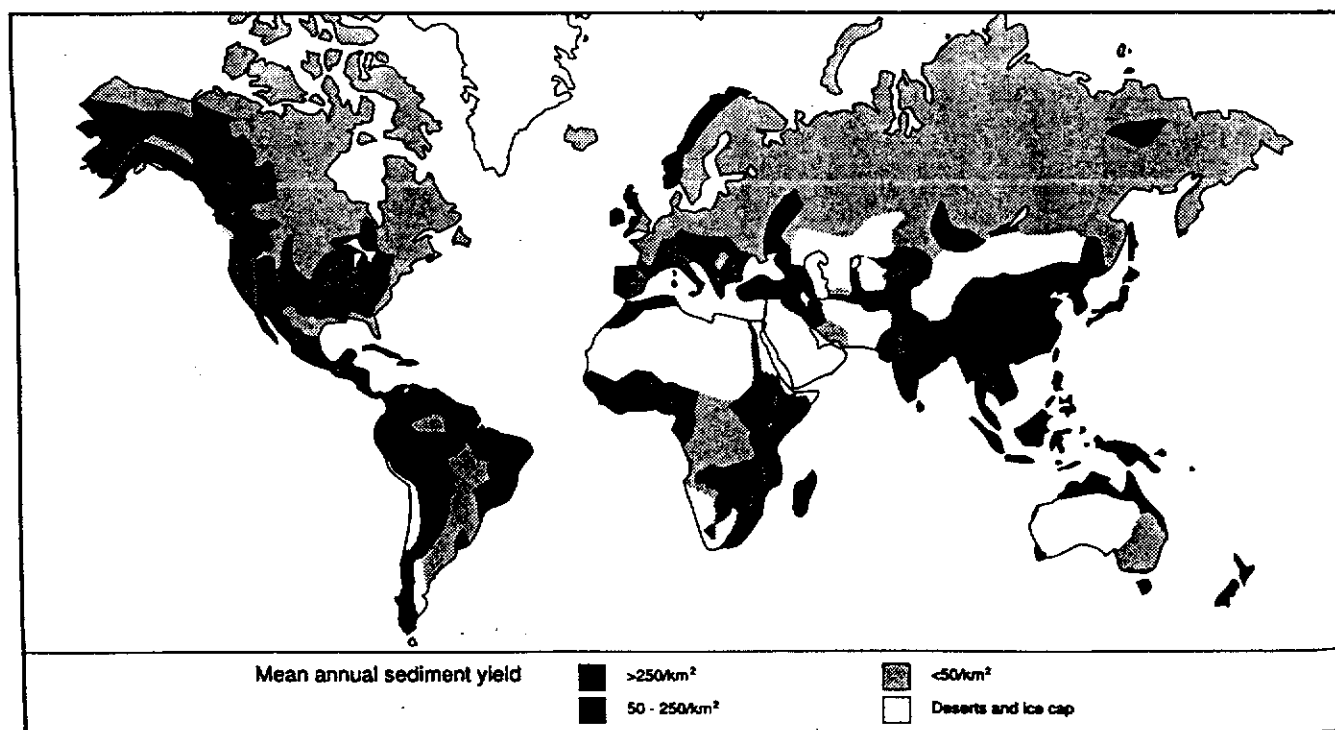 Mean annual sediment yield
>250/km²
50 - 250/km²
<50/km²
Deserts and ice cap